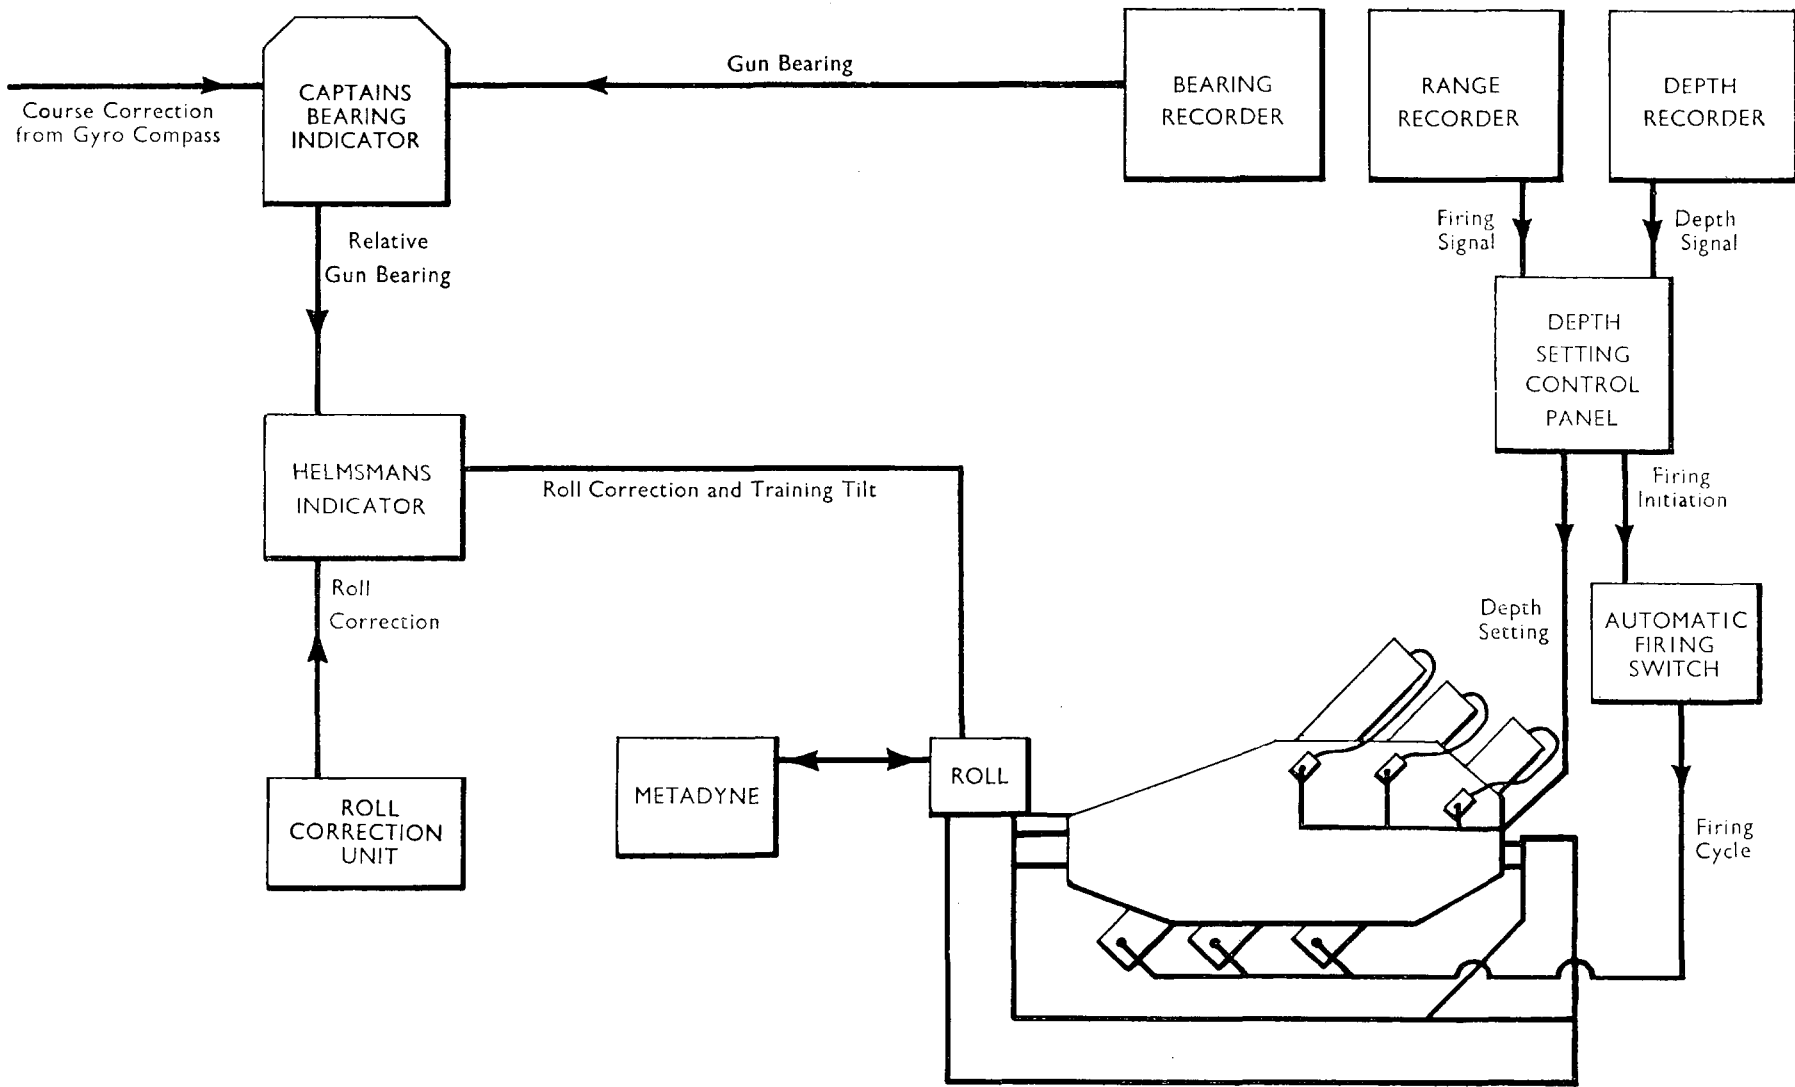 Course Correction
from Gyro Compass
CAPTAINS
BEARING
INDICATOR
Gun Bearing
BEARING
RECORDER
RANGE
RECORDER
DEPTH
RECORDER
Relative
Gun Bearing
Firing
Signal
Depth
Signal
DEPTH
SETTING
CONTROL
PANEL
HELMSMANS
INDICATOR
Roll Correction and Training Tilt
Firing
Initiation
Roll
Correction
Depth
Setting
AUTOMATIC
FIRING
SWITCH
ROLL
CORRECTION
UNIT
METADYNE
ROLL
Firing
Cycle